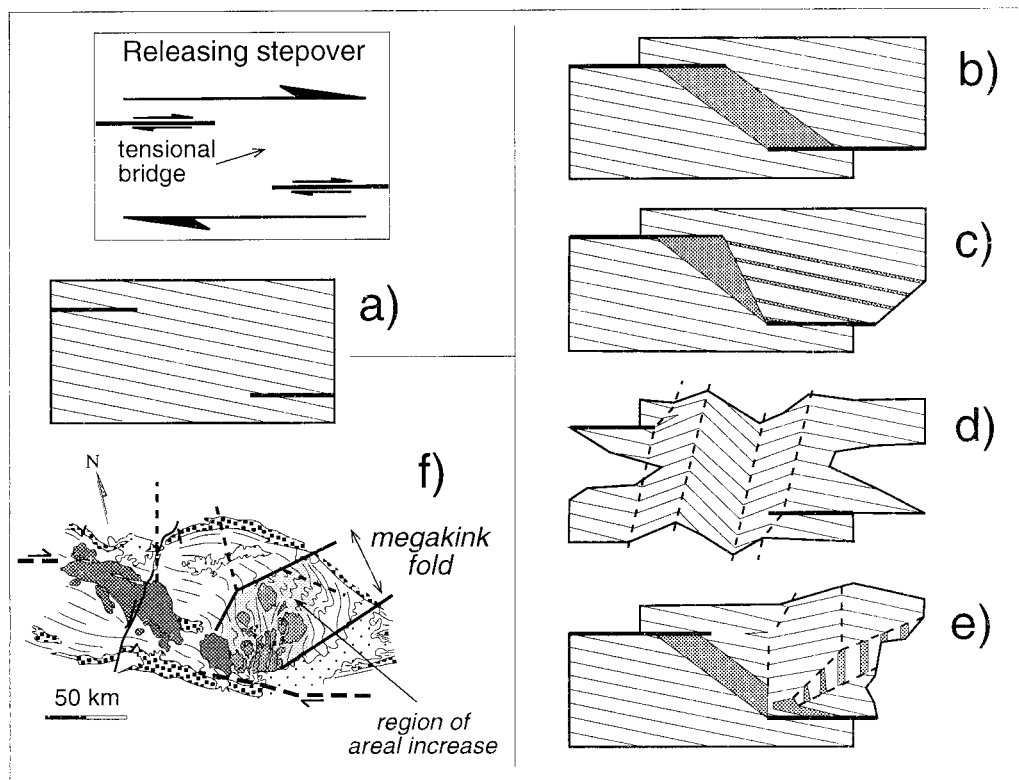 Releasing stepover
tensional
bridge
a)
b)
c)
d)
e)
f)
N
megakink
fold
50 km
region of
areal increase